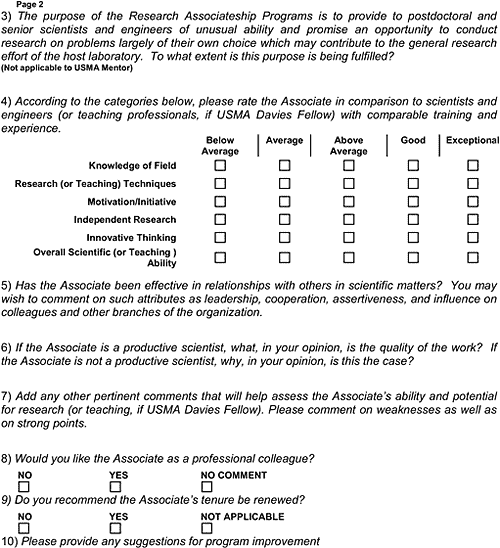 Page 2
3) The purpose of the Research Associateship Programs is to provide to postdoctoral and
senior scientists and engineers of unusual ability and promise an opportunity to conduct
research on problems largely of their own choice which may contribute to the general research
effort of the host laboratory. To what extent is this purpose is being fulfilled?
(Not applicable to USMA Mentor)
4) According to the categories below, please rate the Associate in comparison to scientists and
engineers (or teaching professionals, if USMA Davies Fellow) with comparable training and
experience.
Below Average | Average | Above Average | Good | Exceptional
Knowledge of Field
Research (or Teaching) Techniques
Motivation/Initiative
Independent Research
Innovative Thinking
Overall Scientific (or Teaching )
Ability
5) Has the Associate been effective in relationships with others in scientific matters? You may
wish to comment on such attributes as leadership, cooperation, assertiveness, and influence on
colleagues and other branches of the organization.
6) If the Associate is a productive scientist, what, in your opinion, is the quality of the work? If
the Associate is not a productive scientist, why, in your opinion, is this the case?
7) Add any other pertinent comments that will help assess the Associate's ability and potential
for research (or teaching, if USMA Davies Fellow). Please comment on weaknesses as well as
on strong points.
8) Would you like the Associate as a professional colleague?
NO YES NO COMMENT
9) Do you recommend the Associate's tenure be renewed?
NO YES NOT APPLICABLE
10) Please provide any suggestions for program improvement